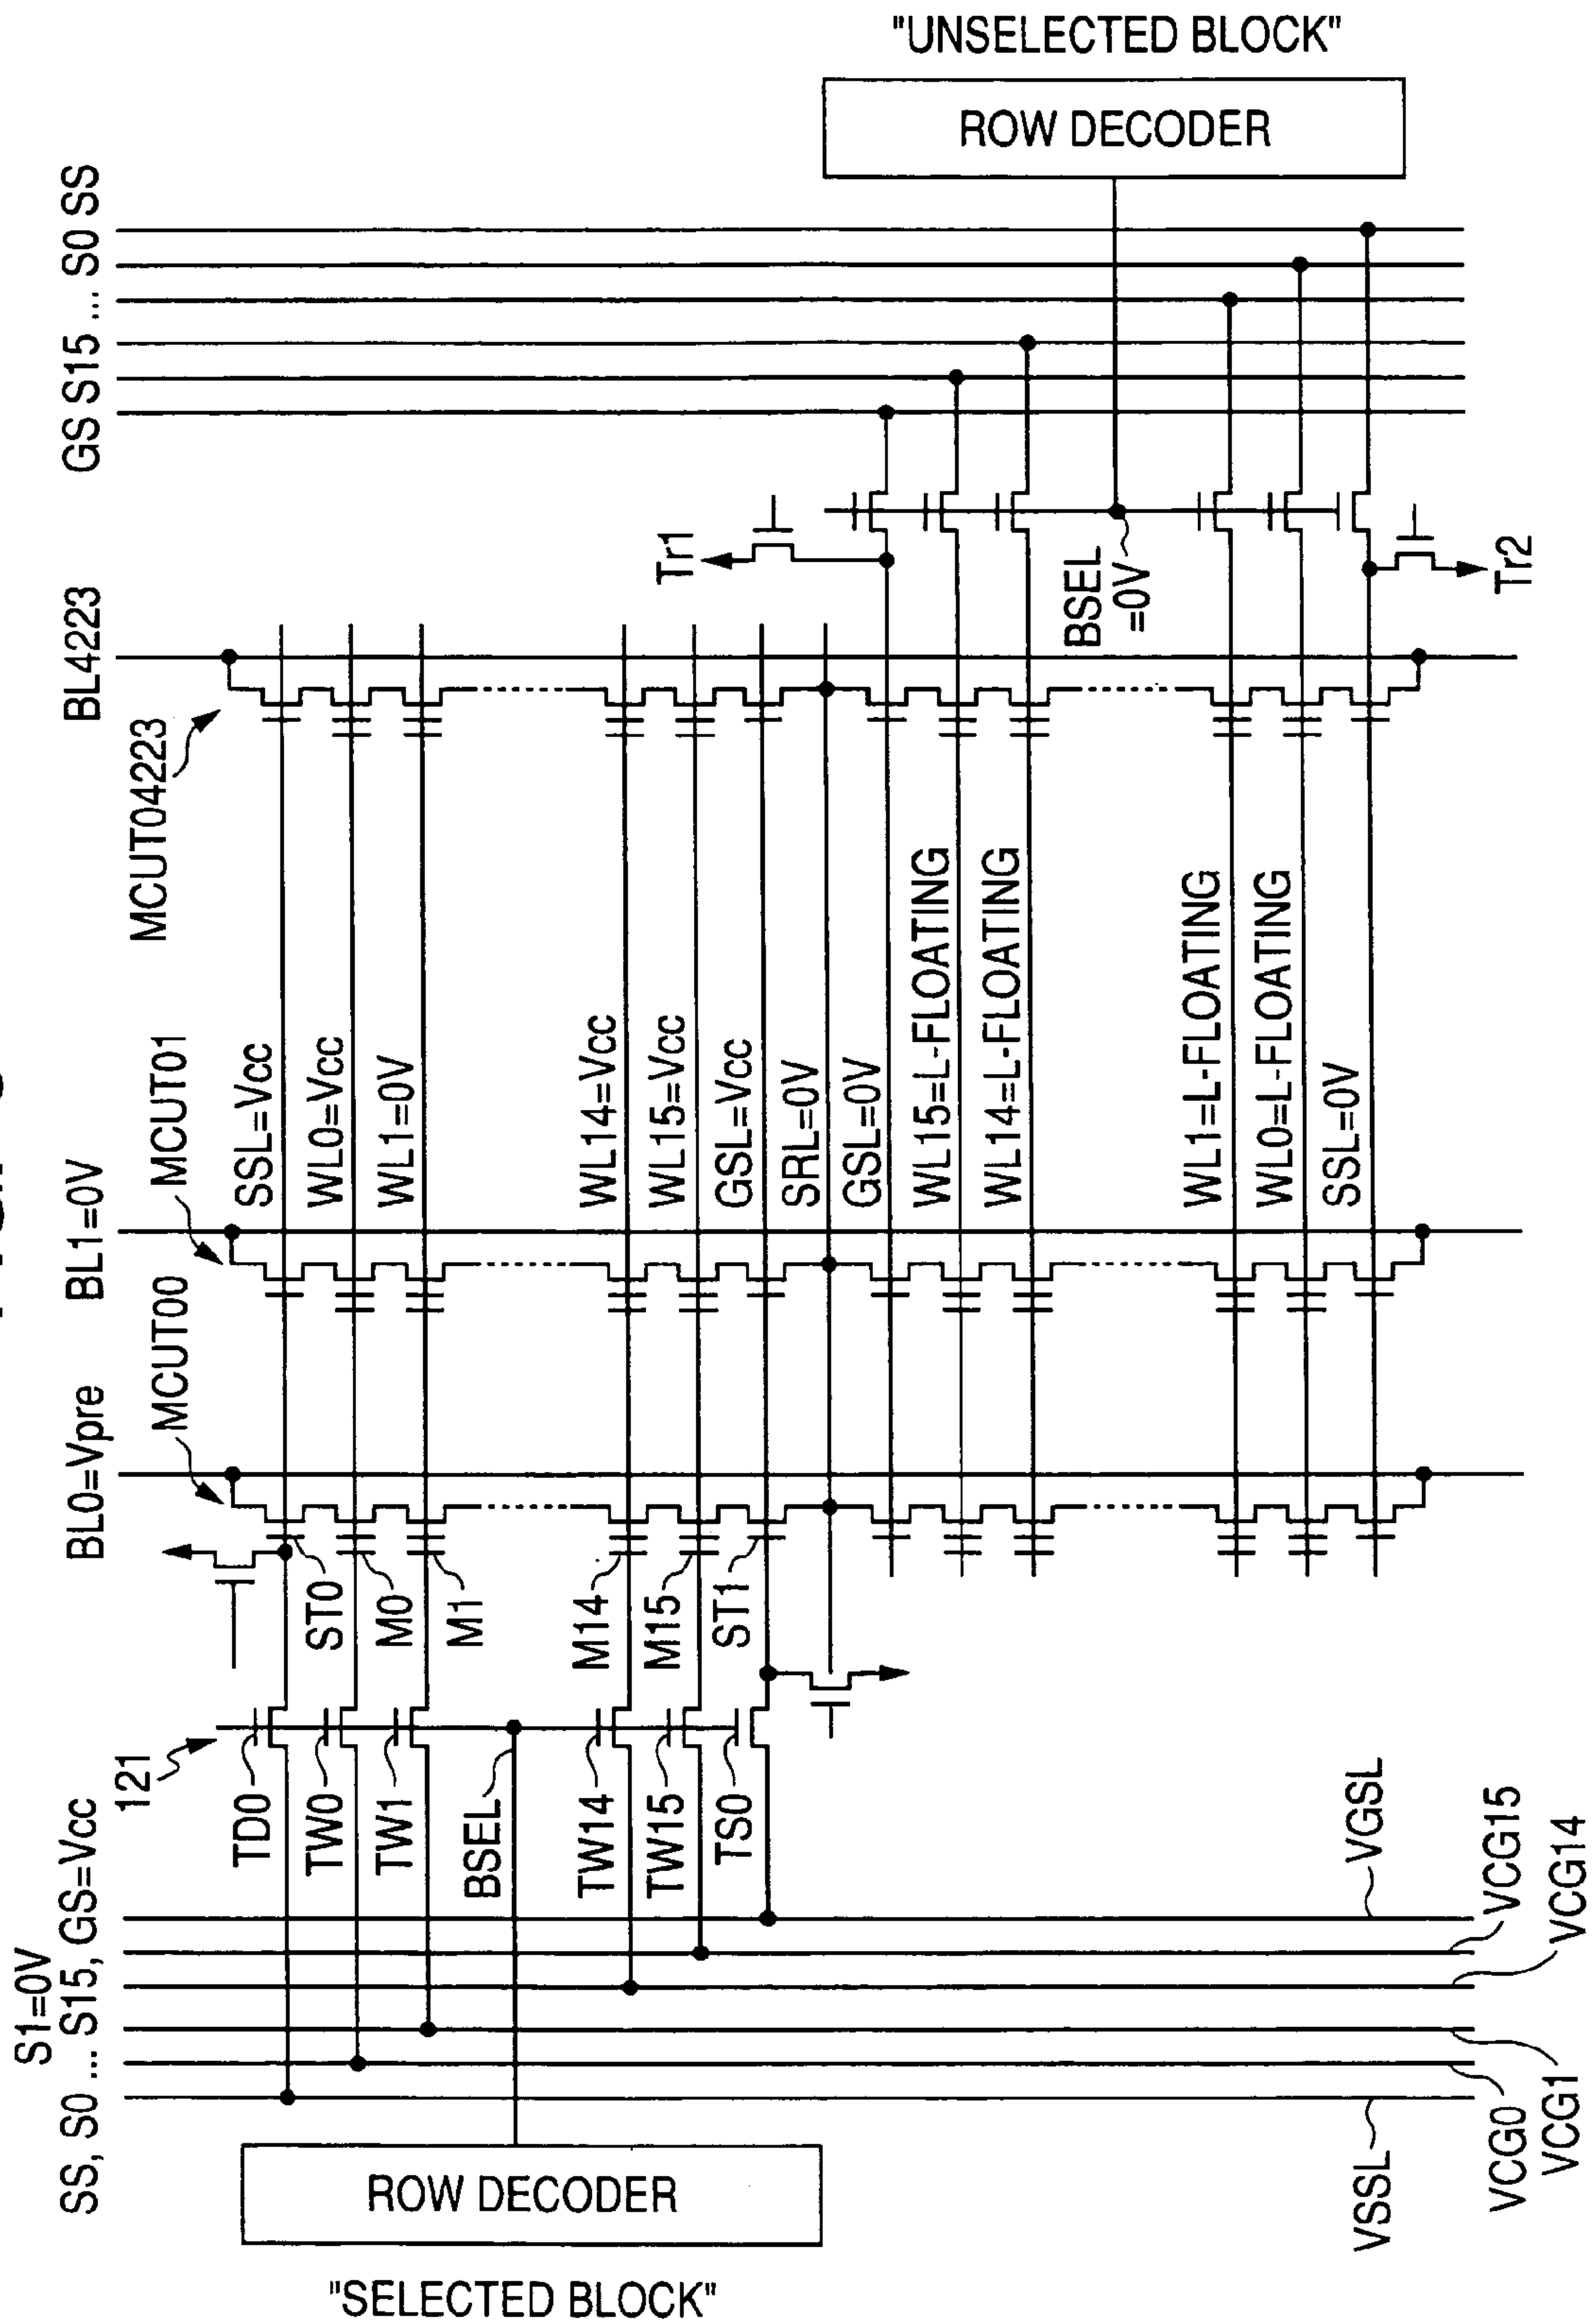 "UNSELECTED BLOCK"
ROW DECODER
GS S15 ... S0 SS
Tr1
BSEL
=0V
Tr2
BL4223
MCUT04223
BL1=0V
MCUT01
SSL=Vcc
WL0=Vcc
WL1=0V
WL14=Vcc
WL15=Vcc
GSL=Vcc
SRL=0V
GSL=0V
WL15=L-FLOATING
WL14=L-FLOATING
WL1=L-FLOATING
WL0=L-FLOATING
SSL=0V
BL0=Vpre
MCUT00
ST0
M0
M1
M14
M15
ST1
121
TD0
TW0
TW1
BSEL
TW14
TW15
TS0
S1=0V
SS, S0 ... S15, GS=Vcc
VGSL
VCG15
VCG14
VSSL
VCG0
VCG1
ROW DECODER
"SELECTED BLOCK"